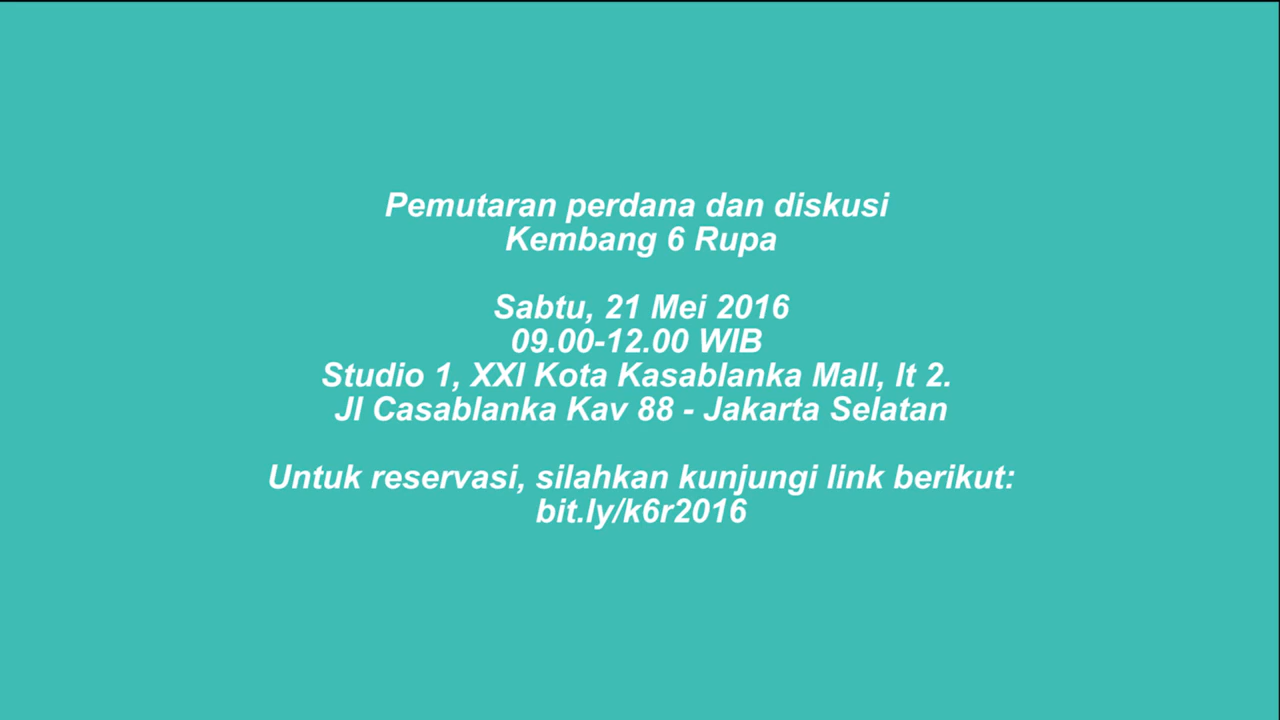 Pemutaran perdana dan diskusi
Kembang 6 Rupa
Sabtu, 21 Mei 2016
09.00-12.00 WIB
Studio 1, XXI Kota Kasablanka Mall, lt 2.
Jl Casablanka Kav 88 - Jakarta Selatan
Untuk reservasi, silahkan kunjungi link berikut:
bit.ly/k6r2016